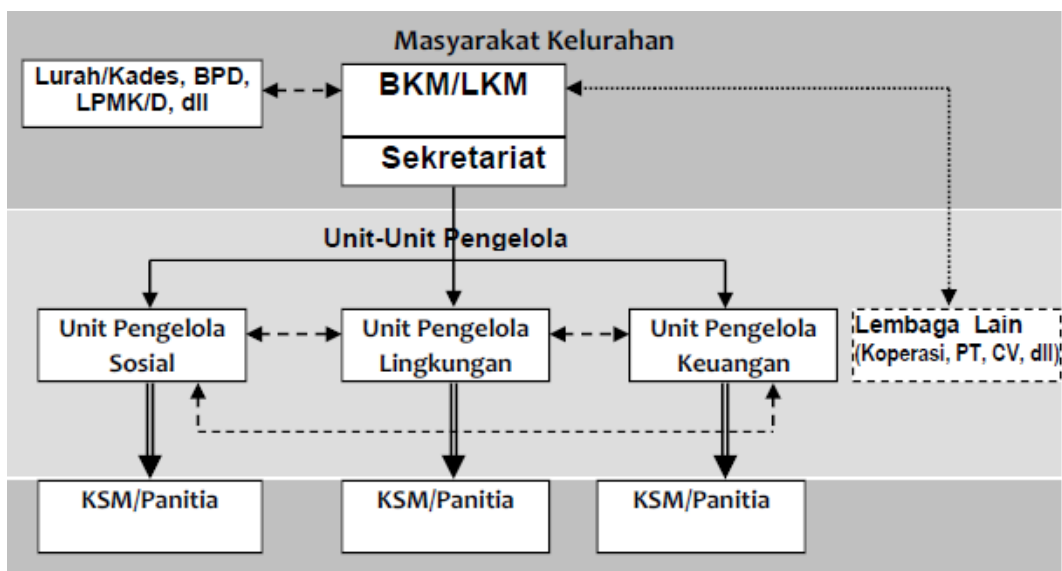 Masyarakat Kelurahan
Lurah/Kades, BPD,
LPMK/D, dll
BKM/LKM
Sekretariat
Unit-Unit Pengelola
Unit Pengelola
Sosial
Unit Pengelola
Lingkungan
Unit Pengelola
Keuangan
Lembaga Lain
(Koperasi, PT, CV, dll)
KSM/Panitia
KSM/Panitia
KSM/Panitia